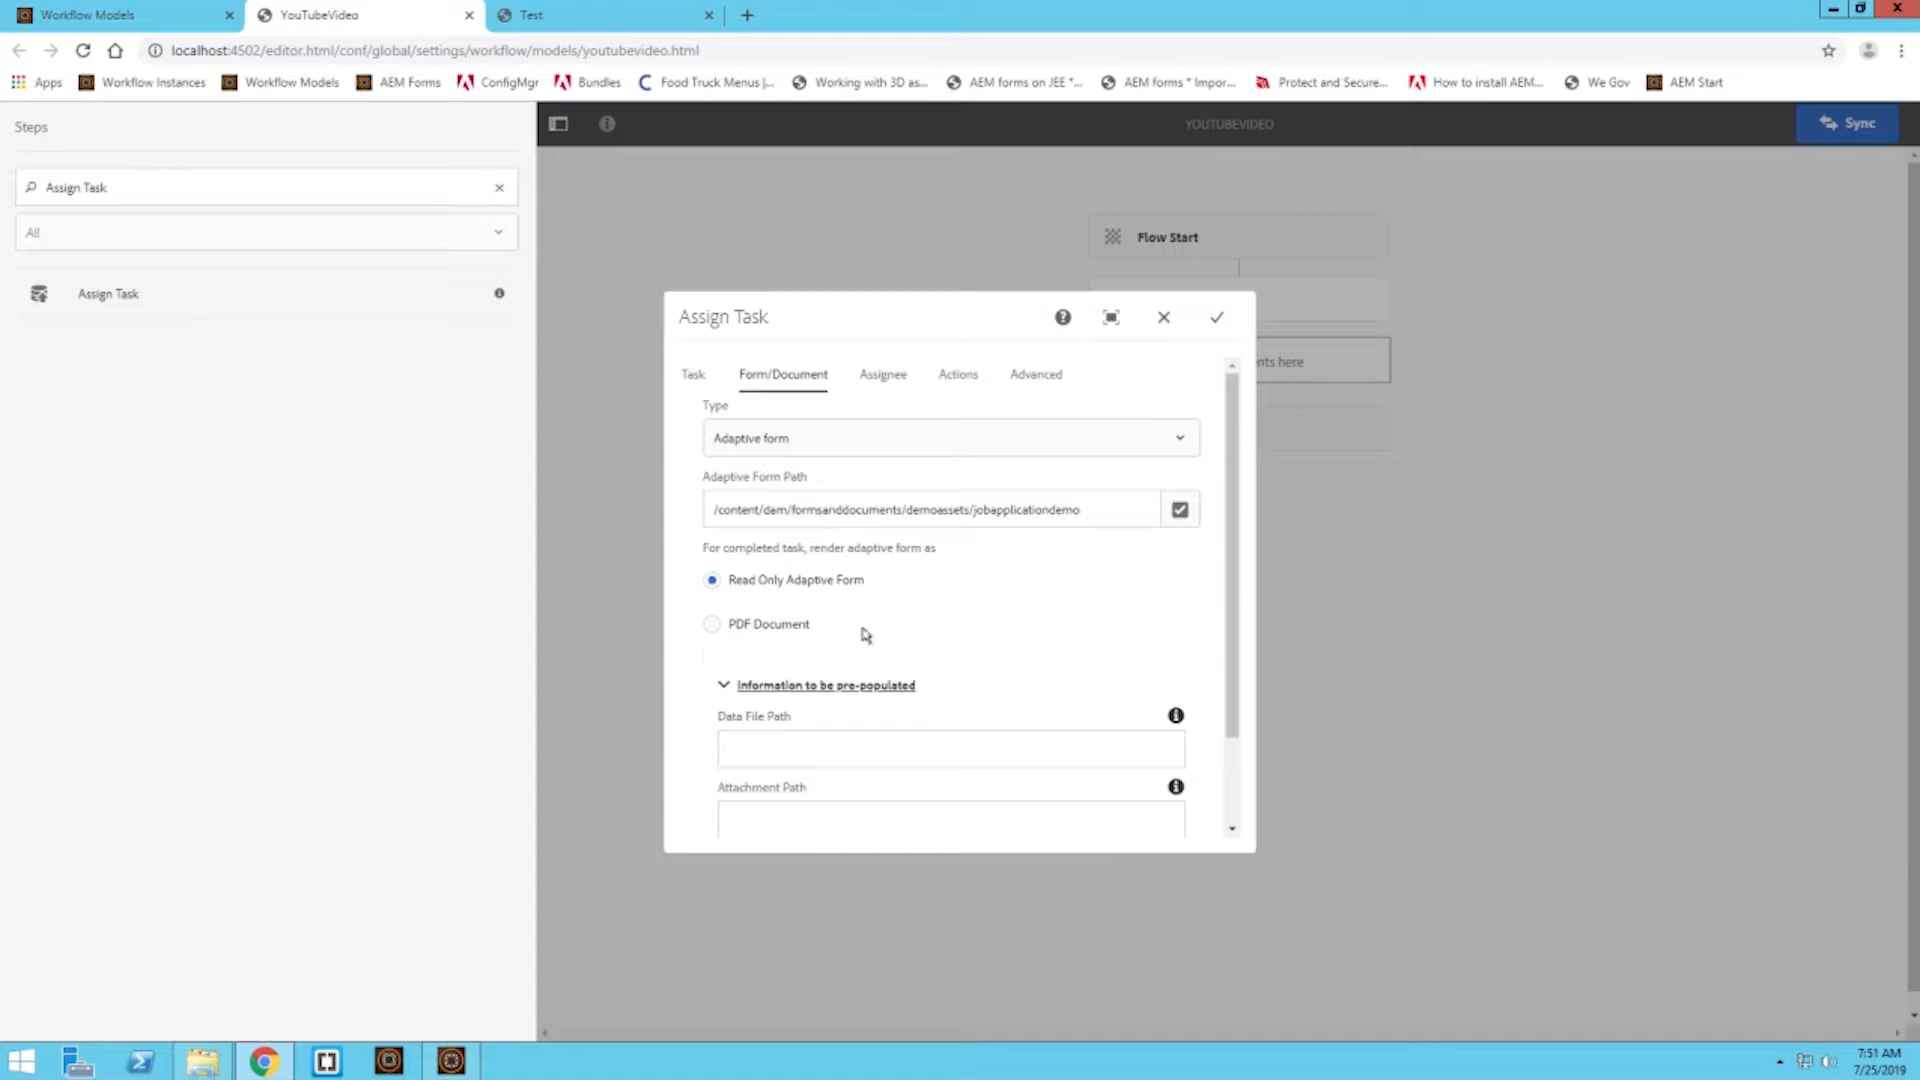 Workflow Models
YouTubeVideo
Test
localhost:4502/editor.html/conf/global/settings/workflow/models/youtubevideo.html
Apps
Workflow Instances
Workflow Models
AEM Forms
ConfigMgr
Bundles
Food Truck Menus |...
Working with 3D as...
AEM forms on JEE *...
AEM forms * Impor...
Protect and Secure...
How to install AEM...
We Gov
AEM Start
Steps
YOUTUBEVIDEO
Sync
Assign Task
All
Assign Task
Flow Start
nts here
Assign Task
Task
Form/Document
Assignee
Actions
Advanced
Type
Adaptive form
Adaptive Form Path
/content/dam/formsanddocuments/demoassets/jobapplicationdemo
For completed task, render adaptive form as
Read Only Adaptive Form
PDF Document
Information to be pre-populated
Data File Path
Attachment Path
7:51 AM
7/25/2019